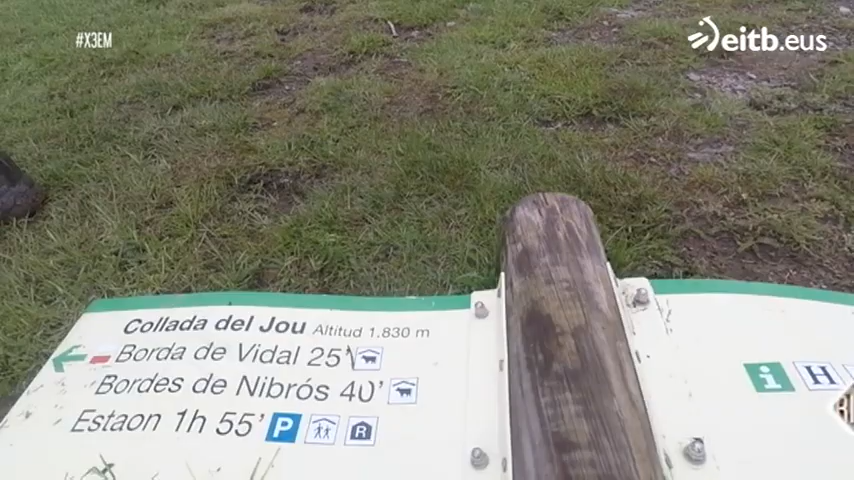 #X3EM
eitb.eus
Collada del Jou Altitud 1.830 m
Borda de Vidal 25'
Bordes de Nibrós 40'
Estaon 1h 55' P R
i H